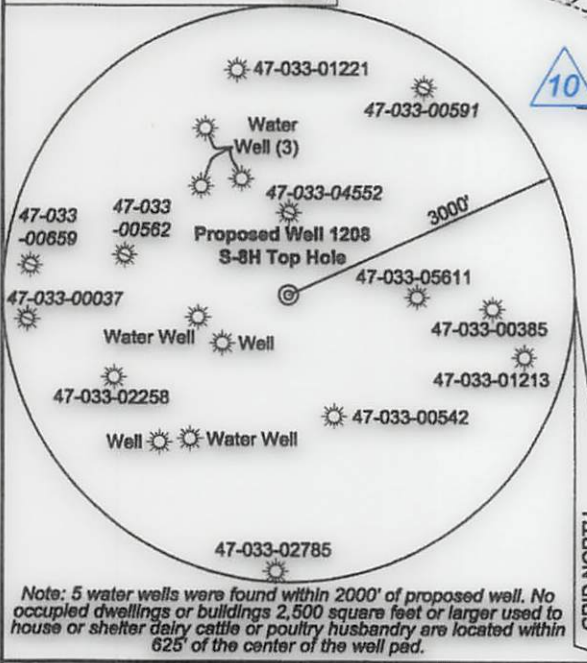 47-033-01221
10
47-033-00591
Water
Well (3)
47-033-04552
3000'
47-033
-00659
47-033
-00562
Proposed Well 1208
S-8H Top Hole
47-033-05611
47-033-00037
Water Well
Well
47-033-00385
47-033-01213
47-033-02258
47-033-00542
Well
Water Well
47-033-02785
Note: 5 water wells were found within 2000' of proposed well. No
occupied dwellings or buildings 2,500 square feet or larger used to
house or shelter dairy cattle or poultry husbandry are located within
625' of the center of the well pad.